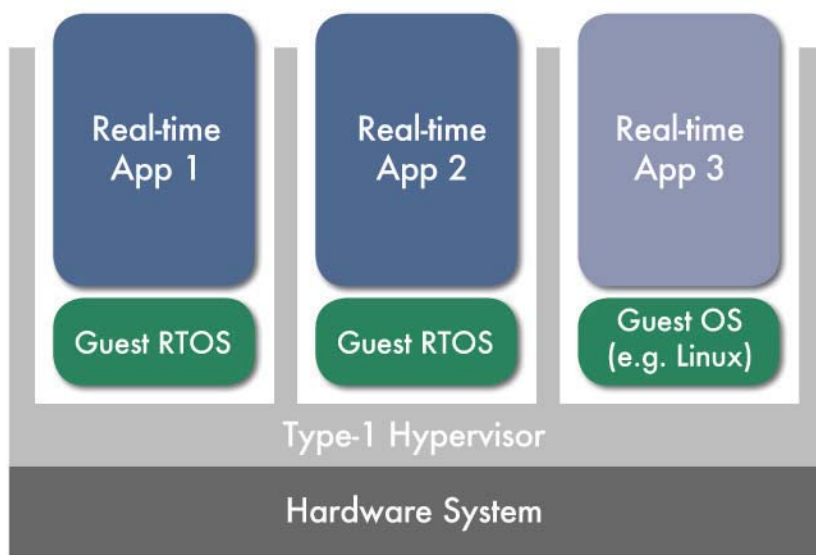 Real-time
App 1
Real-time
App 2
Real-time
App 3
Guest RTOS
Guest RTOS
Guest OS
(e.g. Linux)
Type-1 Hypervisor
Hardware System